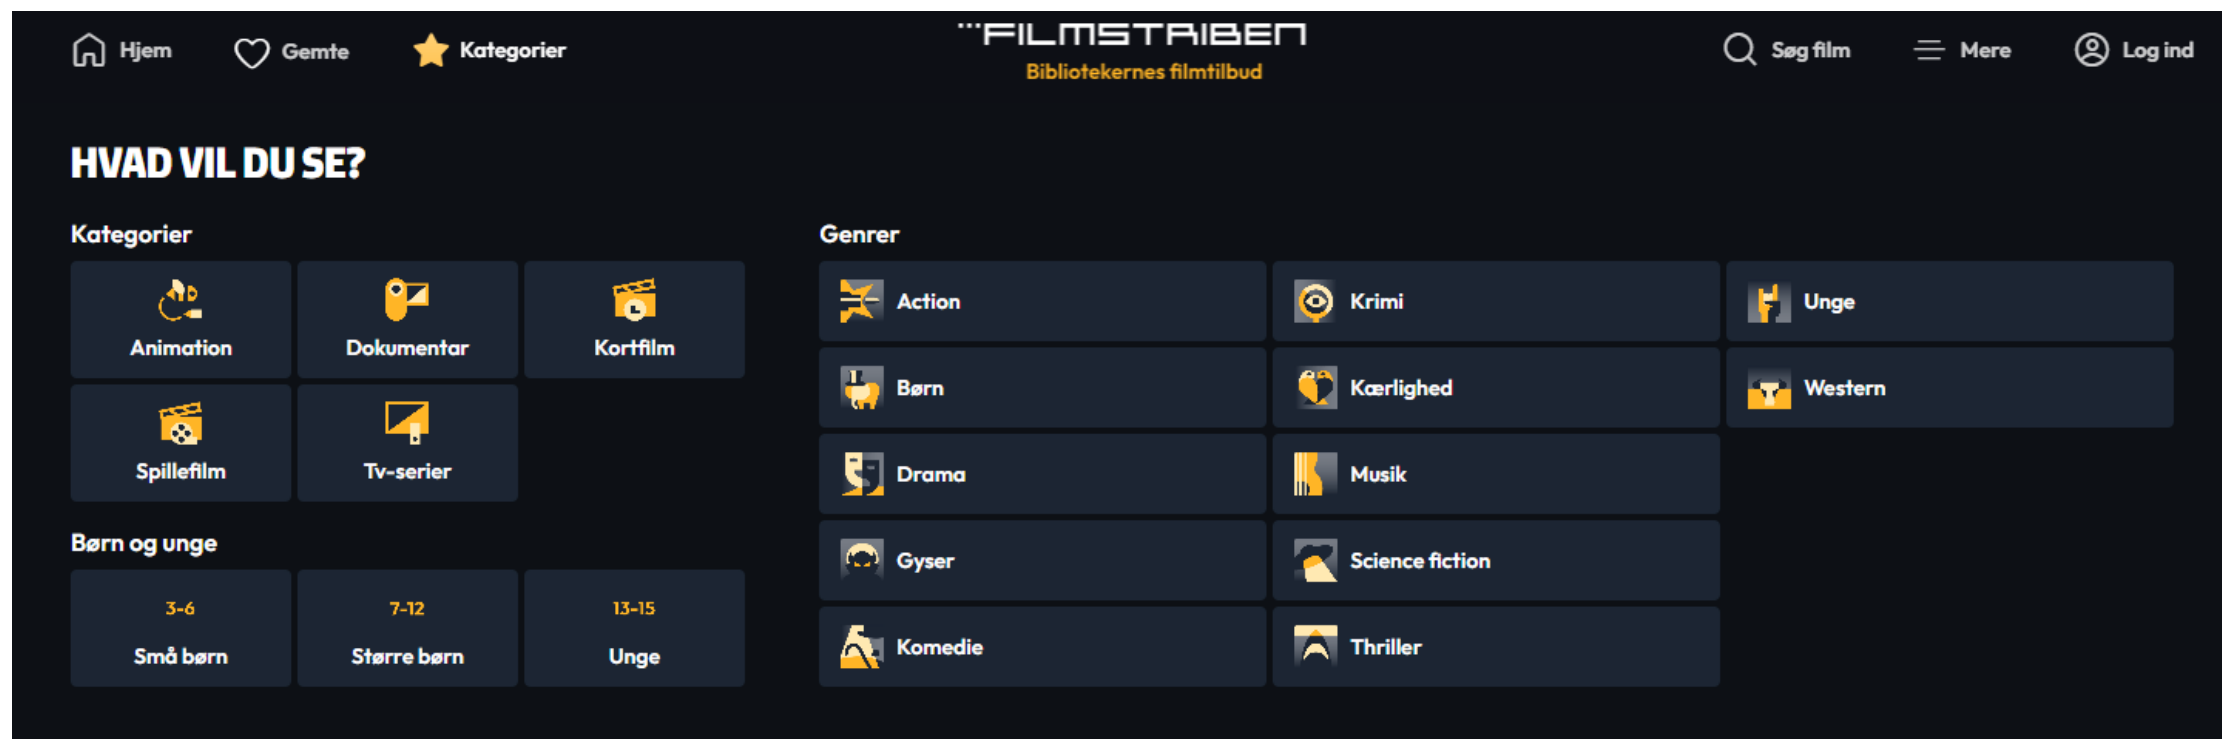 Hjem
Gemte
Kategorier
FILMSTRIBEN
Bibliotekernes filmtilbud
Søg film
Mere
Log ind
HVAD VIL DU SE?
Kategorier
Animation
Dokumentar
Kortfilm
Spillefilm
Tv-serier
Børn og unge
3-6
Små børn
7-12
Større børn
13-15
Unge
Genrer
Action
Børn
Drama
Gyser
Komedie
Krimi
Kærlighed
Musik
Science fiction
Thriller
Unge
Western